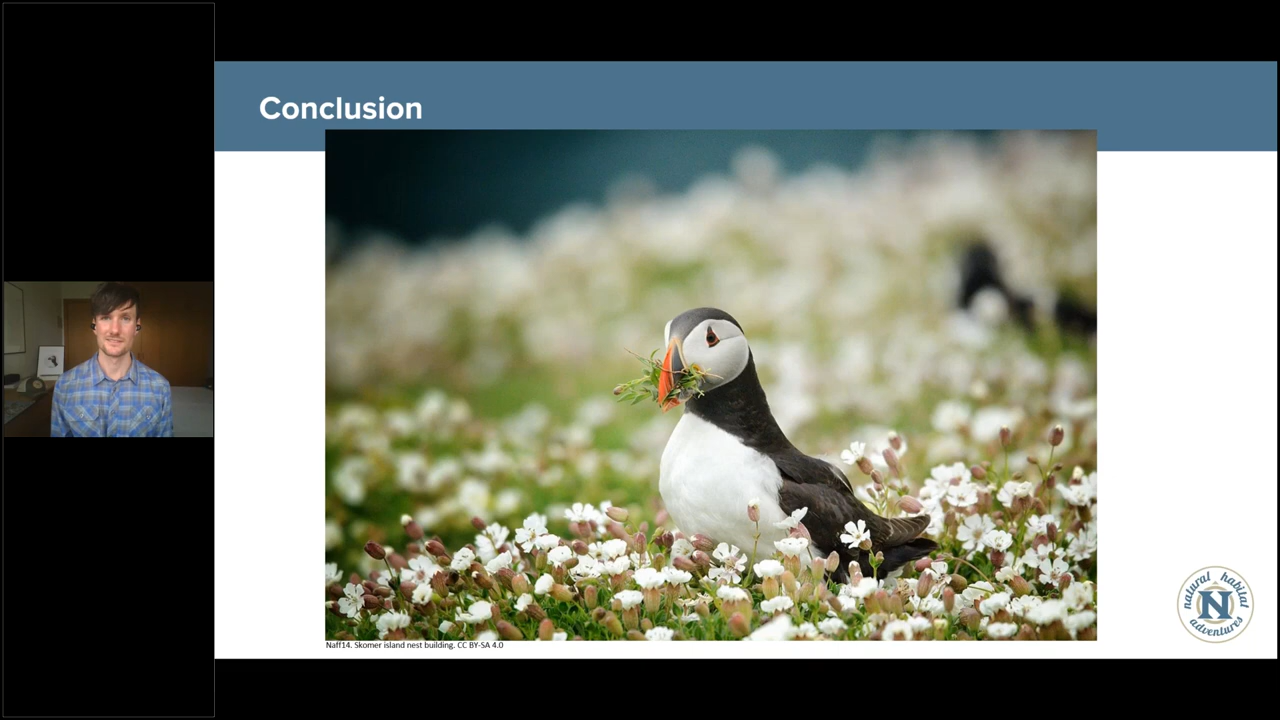 Conclusion
Naff14. Skomer island nest building. CC BY-SA 4.0
natural habitat
N
adventures